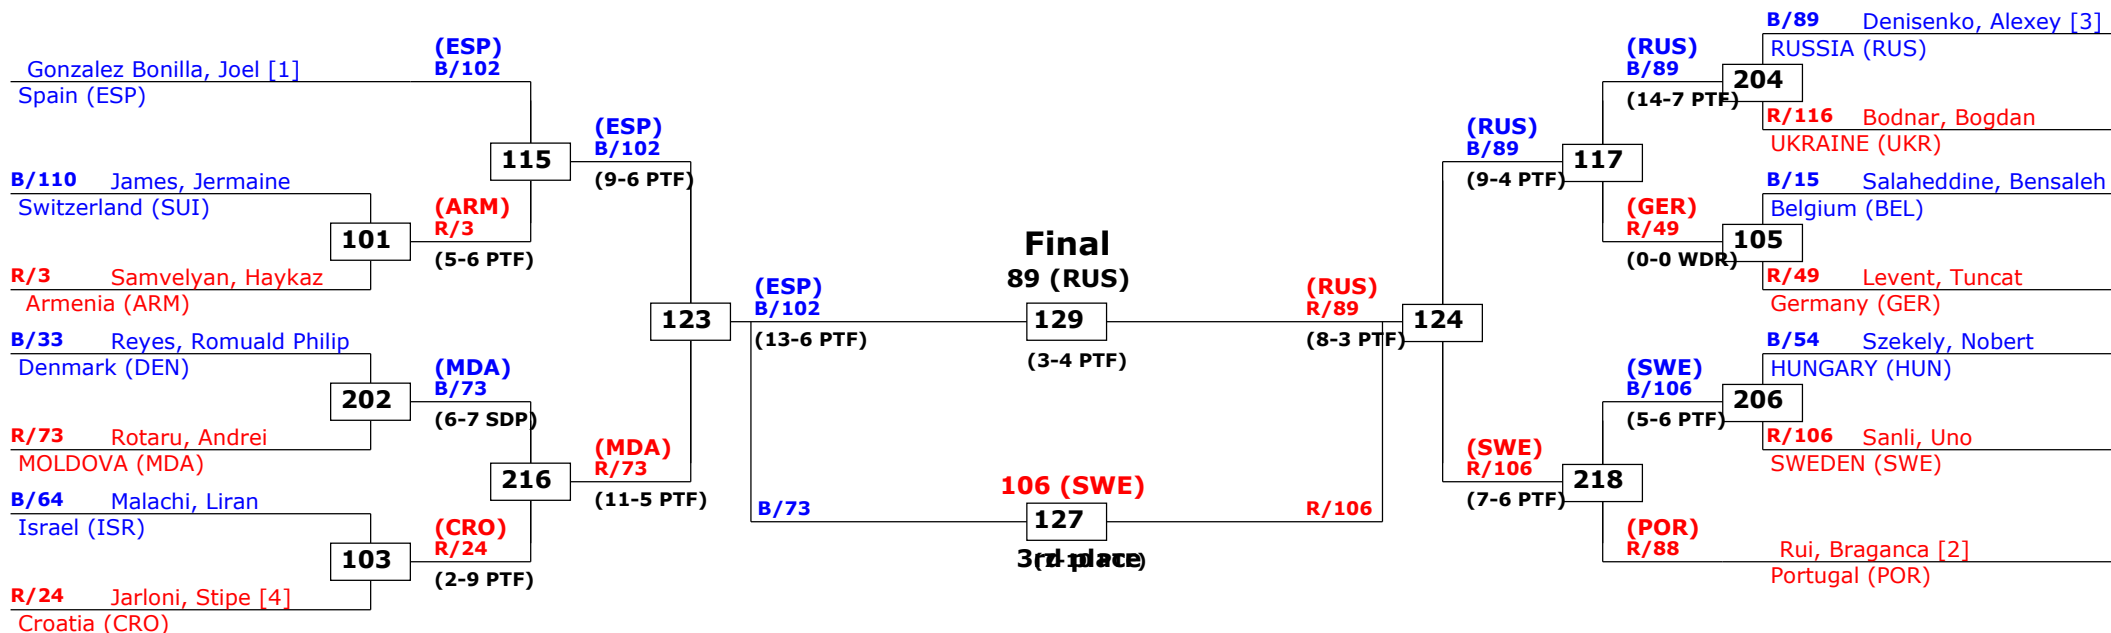 Gonzalez Bonilla, Joel [1]
Spain (ESP)
B/110 James, Jermaine
Switzerland (SUI)
101
R/3 Samvelyan, Haykaz
Armenia (ARM)
B/33 Reyes, Romuald Philip
Denmark (DEN)
202
R/73 Rotaru, Andrei
MOLDOVA (MDA)
B/64 Malachi, Liran
Israel (ISR)
103
R/24 Jarloni, Stipe [4]
Croatia (CRO)
(ESP)
B/102
115
(ARM)
R/3
(5-6 PTF)
(MDA)
B/73
(6-7 SDP)
216
(CRO)
R/24
(2-9 PTF)
(ESP)
B/102
(9-6 PTF)
123
(MDA)
R/73
(11-5 PTF)
(ESP)
B/102
(13-6 PTF)
B/73
Final
89 (RUS)
129
(3-4 PTF)
106 (SWE)
127
3rd place
(RUS)
R/89
(8-3 PTF)
R/106
124
(RUS)
B/89
(9-4 PTF)
117
(SWE)
R/106
(7-6 PTF)
218
(RUS)
B/89
(14-7 PTF)
204
(GER)
R/49
(0-0 WDR)
105
(SWE)
B/106
(5-6 PTF)
206
(POR)
R/88
B/89 Denisenko, Alexey [3]
RUSSIA (RUS)
R/116 Bodnar, Bogdan
UKRAINE (UKR)
B/15 Salaheddine, Bensaleh
Belgium (BEL)
R/49 Levent, Tuncat
Germany (GER)
B/54 Szekely, Nobert
HUNGARY (HUN)
R/106 Sanli, Uno
SWEDEN (SWE)
Rui, Braganca [2]
Portugal (POR)